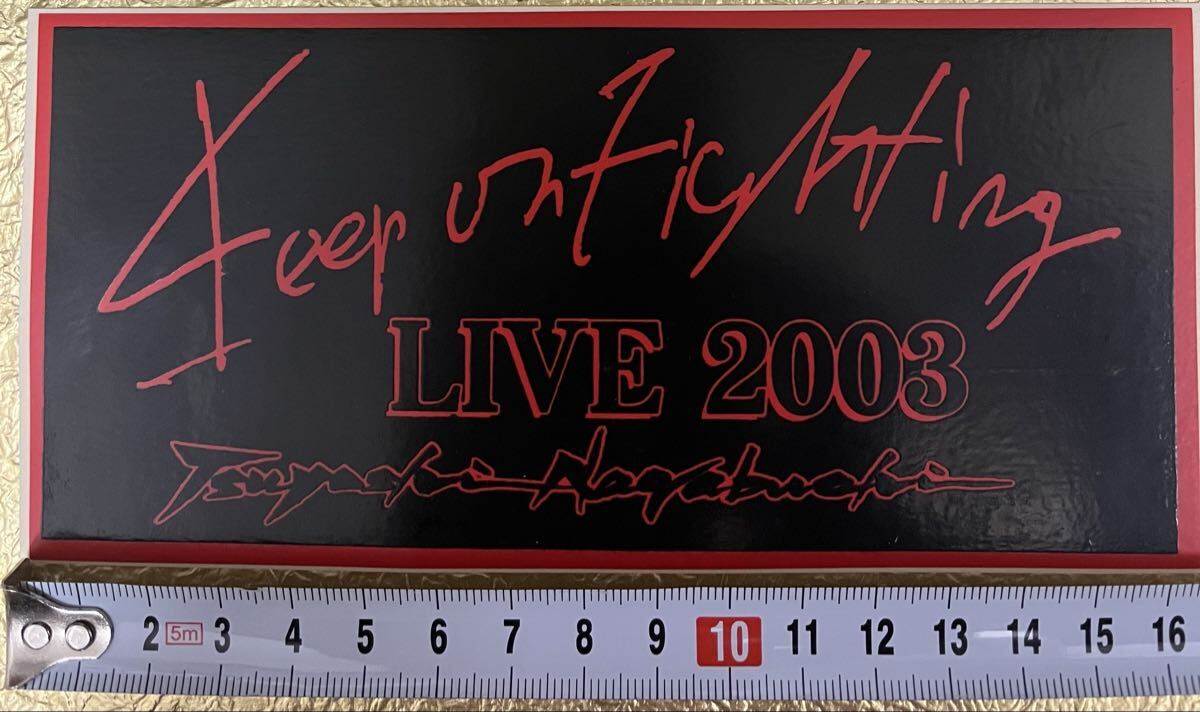 Keep on Fighting
LIVE 2003
Tsuyoshi Nagabuchi
2 5m 3 4 5 6 7 8 9 10 11 12 13 14 15 16